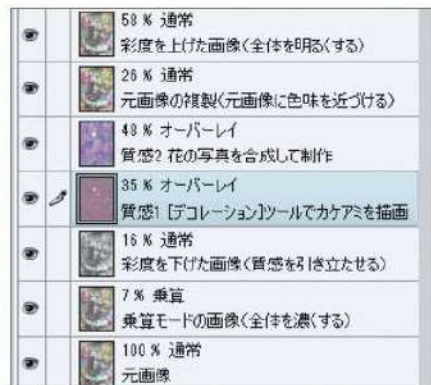 58 % 通常
彩度を上げた画像(全体を明るくする)
26 % 通常
元画像の複製(元画像に色味を近づける)
48 % オーバーレイ
質感2 花の写真を合成して制作
35 % オーバーレイ
質感1 [デコレーション]ツールでカケアミを描画
16 % 通常
彩度を下げた画像(質感を引き立たせる)
7 % 乗算
乗算モードの画像(全体を濃くする)
100 % 通常
元画像